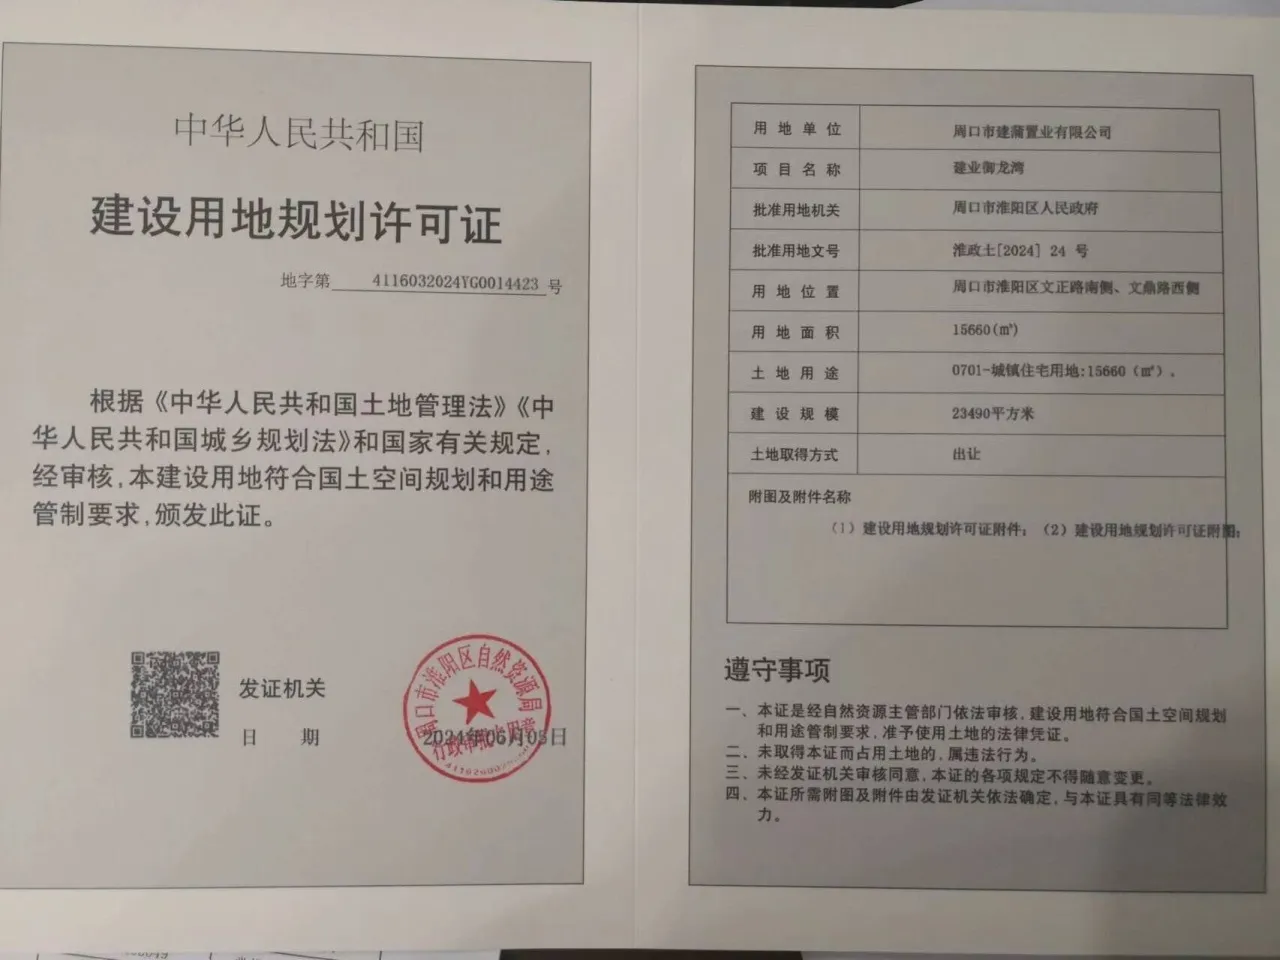 中华人民共和国
建设用地规划许可证
地字第 4116032024YG0014423 号
根据《中华人民共和国土地管理法》《中
华人民共和国城乡规划法》和国家有关规定,
经审核,本建设用地符合国土空间规划和用途
管制要求,颁发此证。
发证机关
日 期
周口市淮阳区自然资源局
用地单位 周口市建蒲置业有限公司
项目名称 建业御龙湾
批准用地机关 周口市淮阳区人民政府
批准用地文号 淮政土[2024] 24 号
用地位置 周口市淮阳区文正路南侧、文鼎路西侧
用地面积 15660(㎡)
土地用途 0701-城镇住宅用地:15660（㎡）。
建设规模 23490平方米
土地取得方式 出让
附图及附件名称
（1）建设用地规划许可证附件；（2）建设用地规划许可证附图；
遵守事项
一、本证是经自然资源主管部门依法审核,建设用地符合国土空间规划
和用途管制要求,准予使用土地的法律凭证。
二、未取得本证而占用土地的,属违法行为。
三、未经发证机关审核同意,本证的各项规定不得随意变更。
四、本证所需附图及附件由发证机关依法确定,与本证具有同等法律效
力。